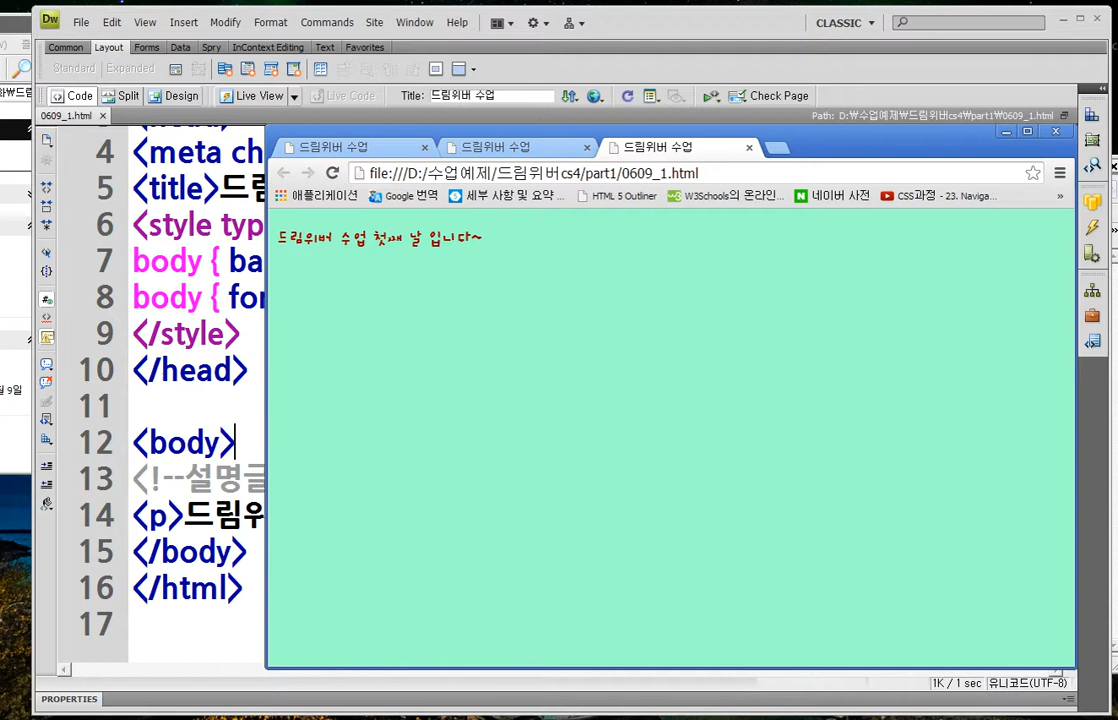 Dw File Edit View Insert Modify Format Commands Site Window Help CLASSIC
Common Layout Forms Data Spry InContext Editing Text Favorites
Standard Expanded
Code Split Design Live View Live Code Title: 드림위버 수업 Check Page
0609_1.html × Path: D:₩수업예제₩드림위버cs4₩part1₩0609_1.html
드림위버 수업 드림위버 수업 드림위버 수업
file:///D:/수업예제/드림위버cs4/part1/0609_1.html
애플리케이션 Google 번역 세부 사항 및 요약 ... HTML 5 Outliner W3Schools의 온라인... 네이버 사전 CSS과정 - 23. Naviga... »
드림위버 수업 첫째 날 입니다~
4 <meta ch
5 <title>드림
6 <style typ
7 body { ba
8 body { for
9 </style>
10 </head>
11
12 <body>
13 <!--설명글
14 <p>드림위
15 </body>
16 </html>
17
1K / 1 sec 유니코드(UTF-8)
PROPERTIES
월 9일